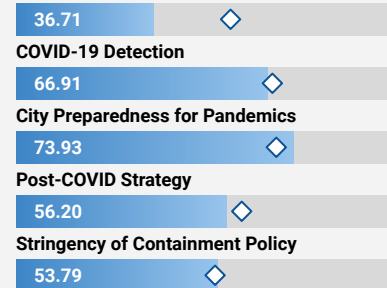 36.71
COVID-19 Detection
66.91
City Preparedness for Pandemics
73.93
Post-COVID Strategy
56.20
Stringency of Containment Policy
53.79